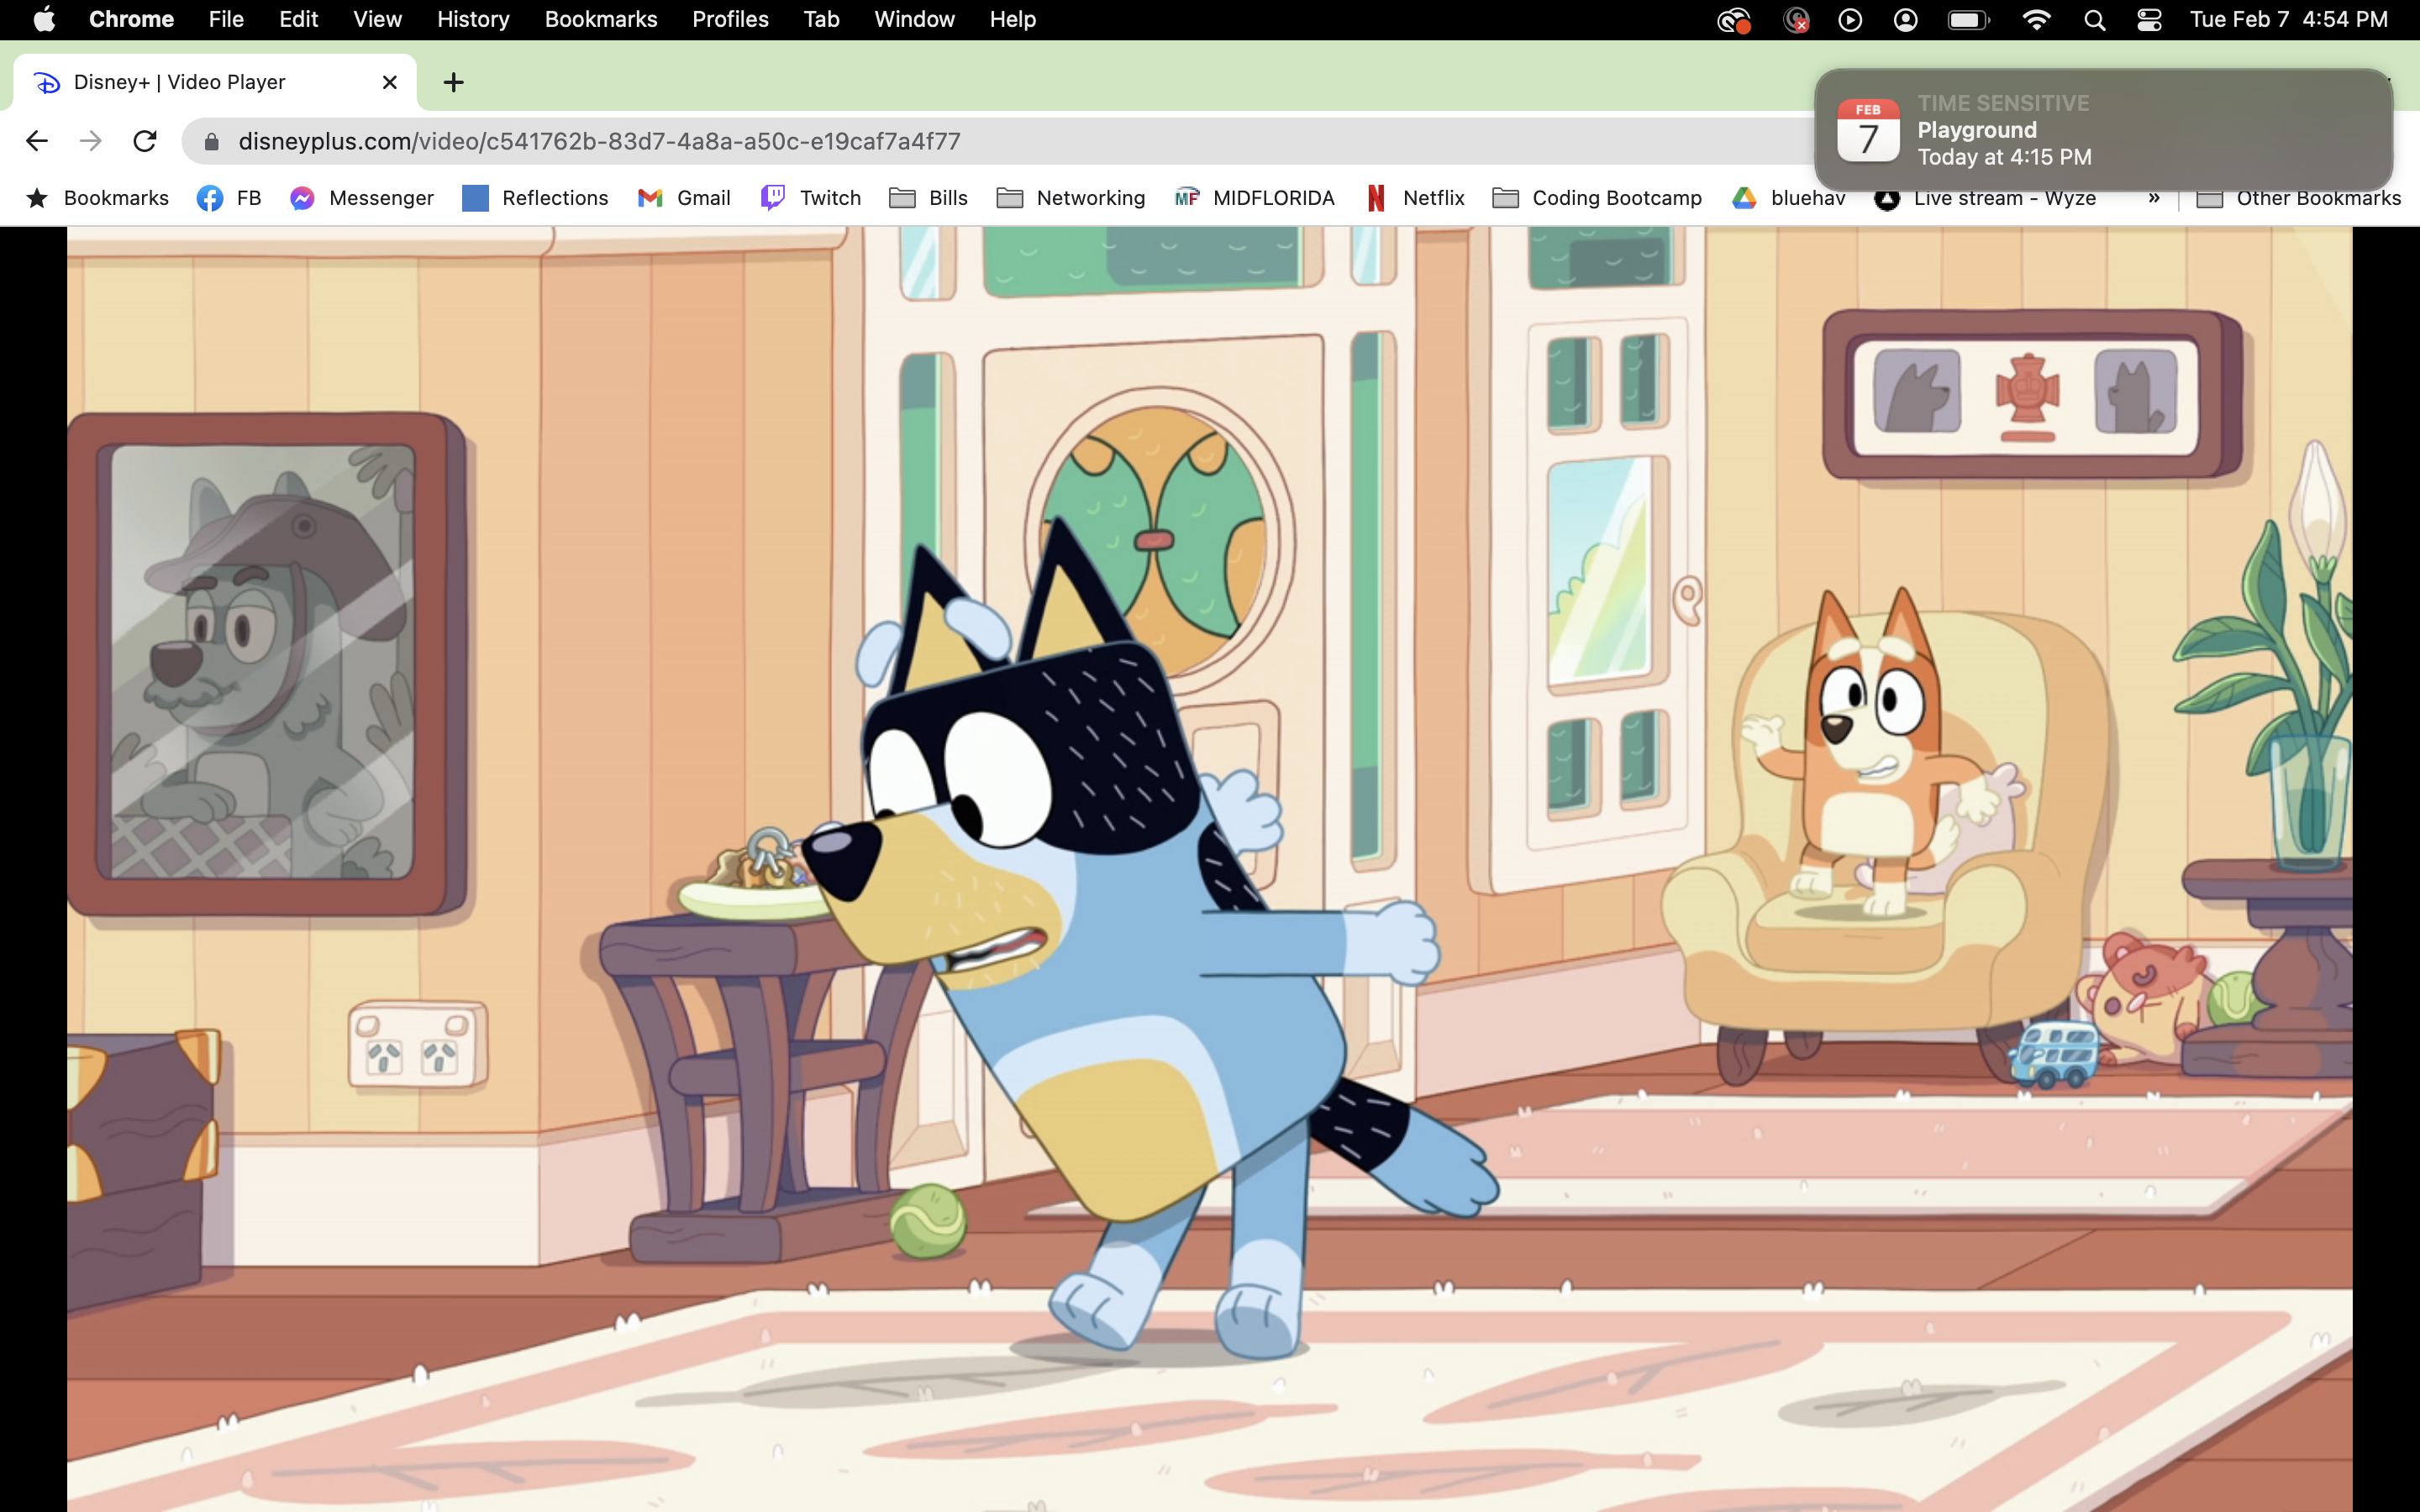 Chrome File Edit View History Bookmarks Profiles Tab Window Help Tue Feb 7 4:54 PM
Disney+ | Video Player
disneyplus.com/video/c541762b-83d7-4a8a-a50c-e19caf7a4f77
FEB
7
TIME SENSITIVE
Playground
Today at 4:15 PM
Bookmarks FB Messenger Reflections Gmail Twitch Bills Networking MF MIDFLORIDA Netflix Coding Bootcamp bluehav Live stream - Wyze » Other Bookmarks